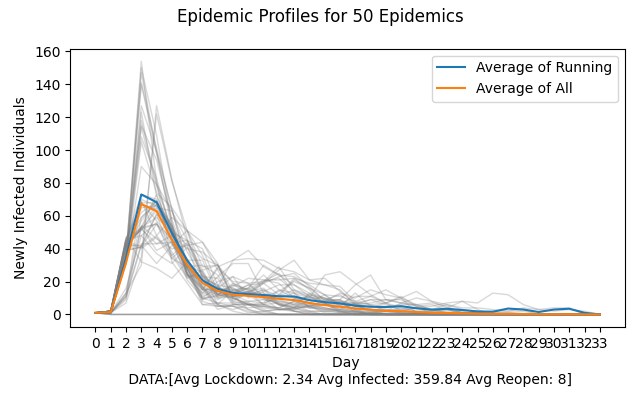 Epidemic Profiles for 50 Epidemics
Average of Running
Average of All
Newly Infected Individuals
160
140
120
100
80
60
40
20
0
0 1 2 3 4 5 6 7 8 9 10 11 12 13 14 15 16 17 18 19 20 21 22 23 24 25 26 27 28 29 30 31 32 33
Day
DATA:[Avg Lockdown: 2.34 Avg Infected: 359.84 Avg Reopen: 8]